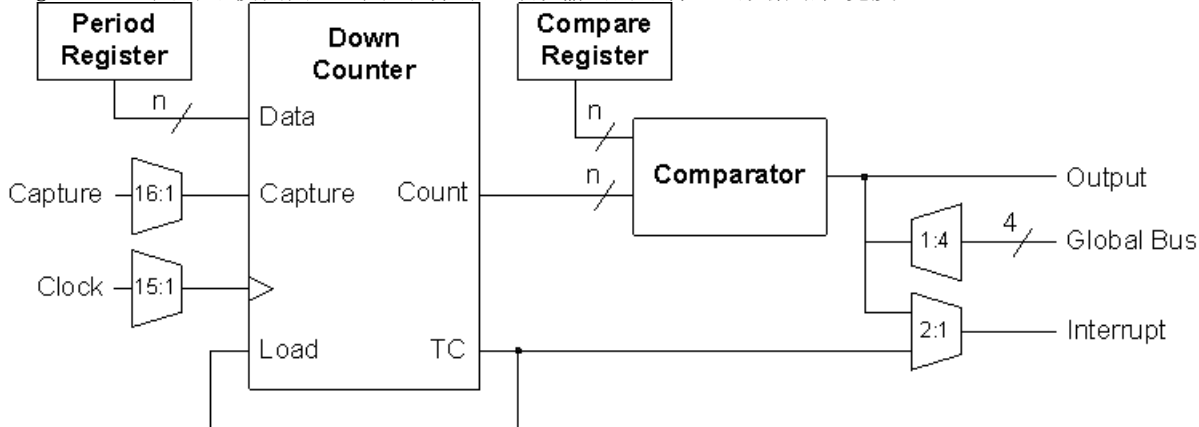 Period
Register
Down
Counter
Compare
Register
n
Data
n
Capture
16:1
Capture
Count
n
Comparator
Output
1:4
4
Global Bus
Clock
15:1
2:1
Interrupt
Load
TC